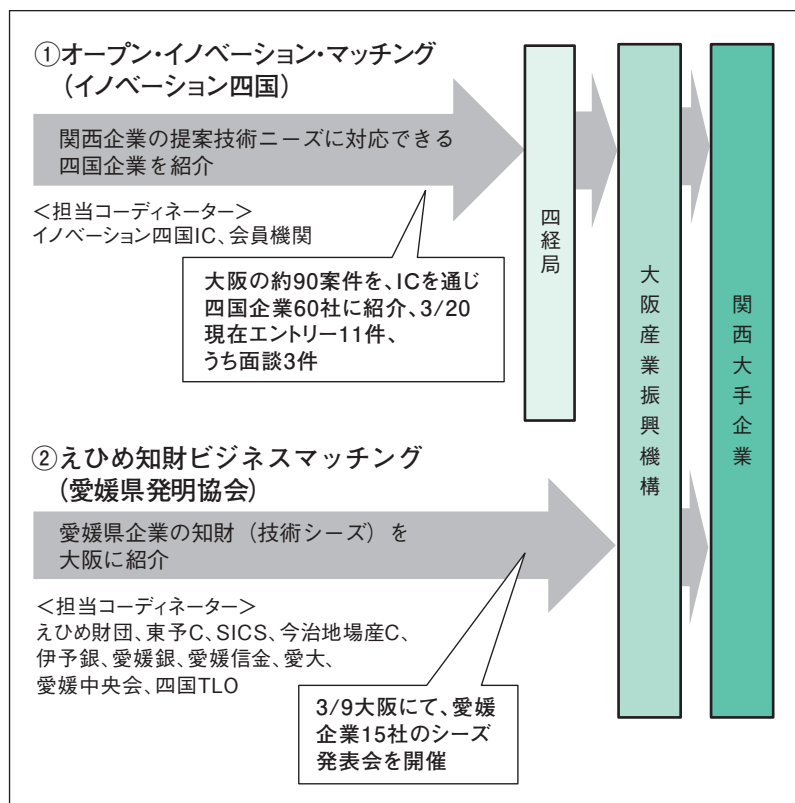 ①オープン・イノベーション・マッチング
(イノベーション四国)
関西企業の提案技術ニーズに対応できる
四国企業を紹介
＜担当コーディネーター＞
イノベーション四国IC、会員機関
大阪の約90案件を、ICを通じ
四国企業60社に紹介、3/20
現在エントリー11件、
うち面談3件
四経局
大阪産業振興機構
関西大手企業
②えひめ知財ビジネスマッチング
(愛媛県発明協会)
愛媛県企業の知財（技術シーズ）を
大阪に紹介
＜担当コーディネーター＞
えひめ財団、東予C、SICS、今治地場産C、
伊予銀、愛媛銀、愛媛信金、愛大、
愛媛中央会、四国TLO
3/9大阪にて、愛媛
企業15社のシーズ
発表会を開催